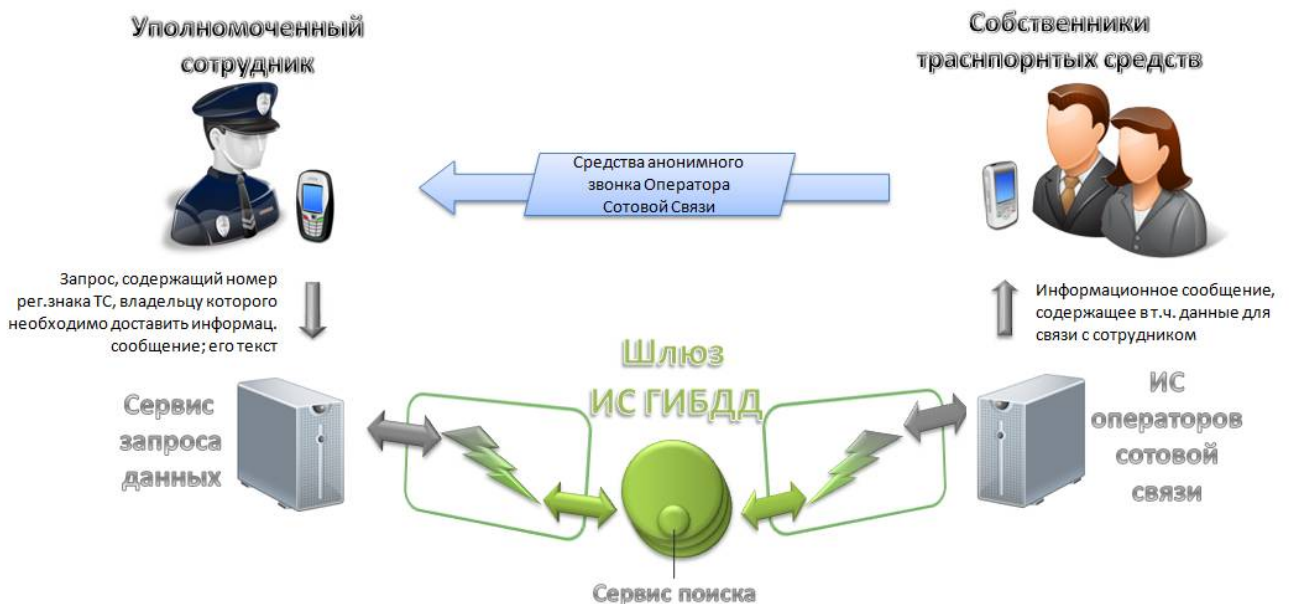 Уполномоченный
сотрудник
Собственники
траснпорнтых средств
Средства анонимного
звонка Оператора
Сотовой Связи
Запрос, содержащий номер
рег.знака ТС, владельцу которого
необходимо доставить информац.
сообщение; его текст
Информационное сообщение,
содержащее в т.ч. данные для
связи с сотрудником
Шлюз
ИС ГИБДД
Сервис
запроса
данных
ИС
операторов
сотовой
связи
Сервис поиска